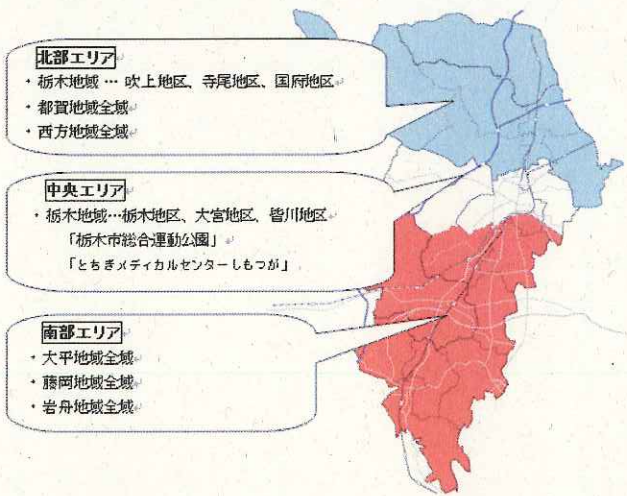 北部エリア
・栃木地域… 吹上地区、寺尾地区、国府地区
・都賀地域全域
・西方地域全域
中央エリア
・栃木地域…栃木地区、大宮地区、皆川地区
「栃木市総合運動公園」
「とちぎメディカルセンターしもつが」
南部エリア
・大平地域全域
・藤岡地域全域
・岩舟地域全域